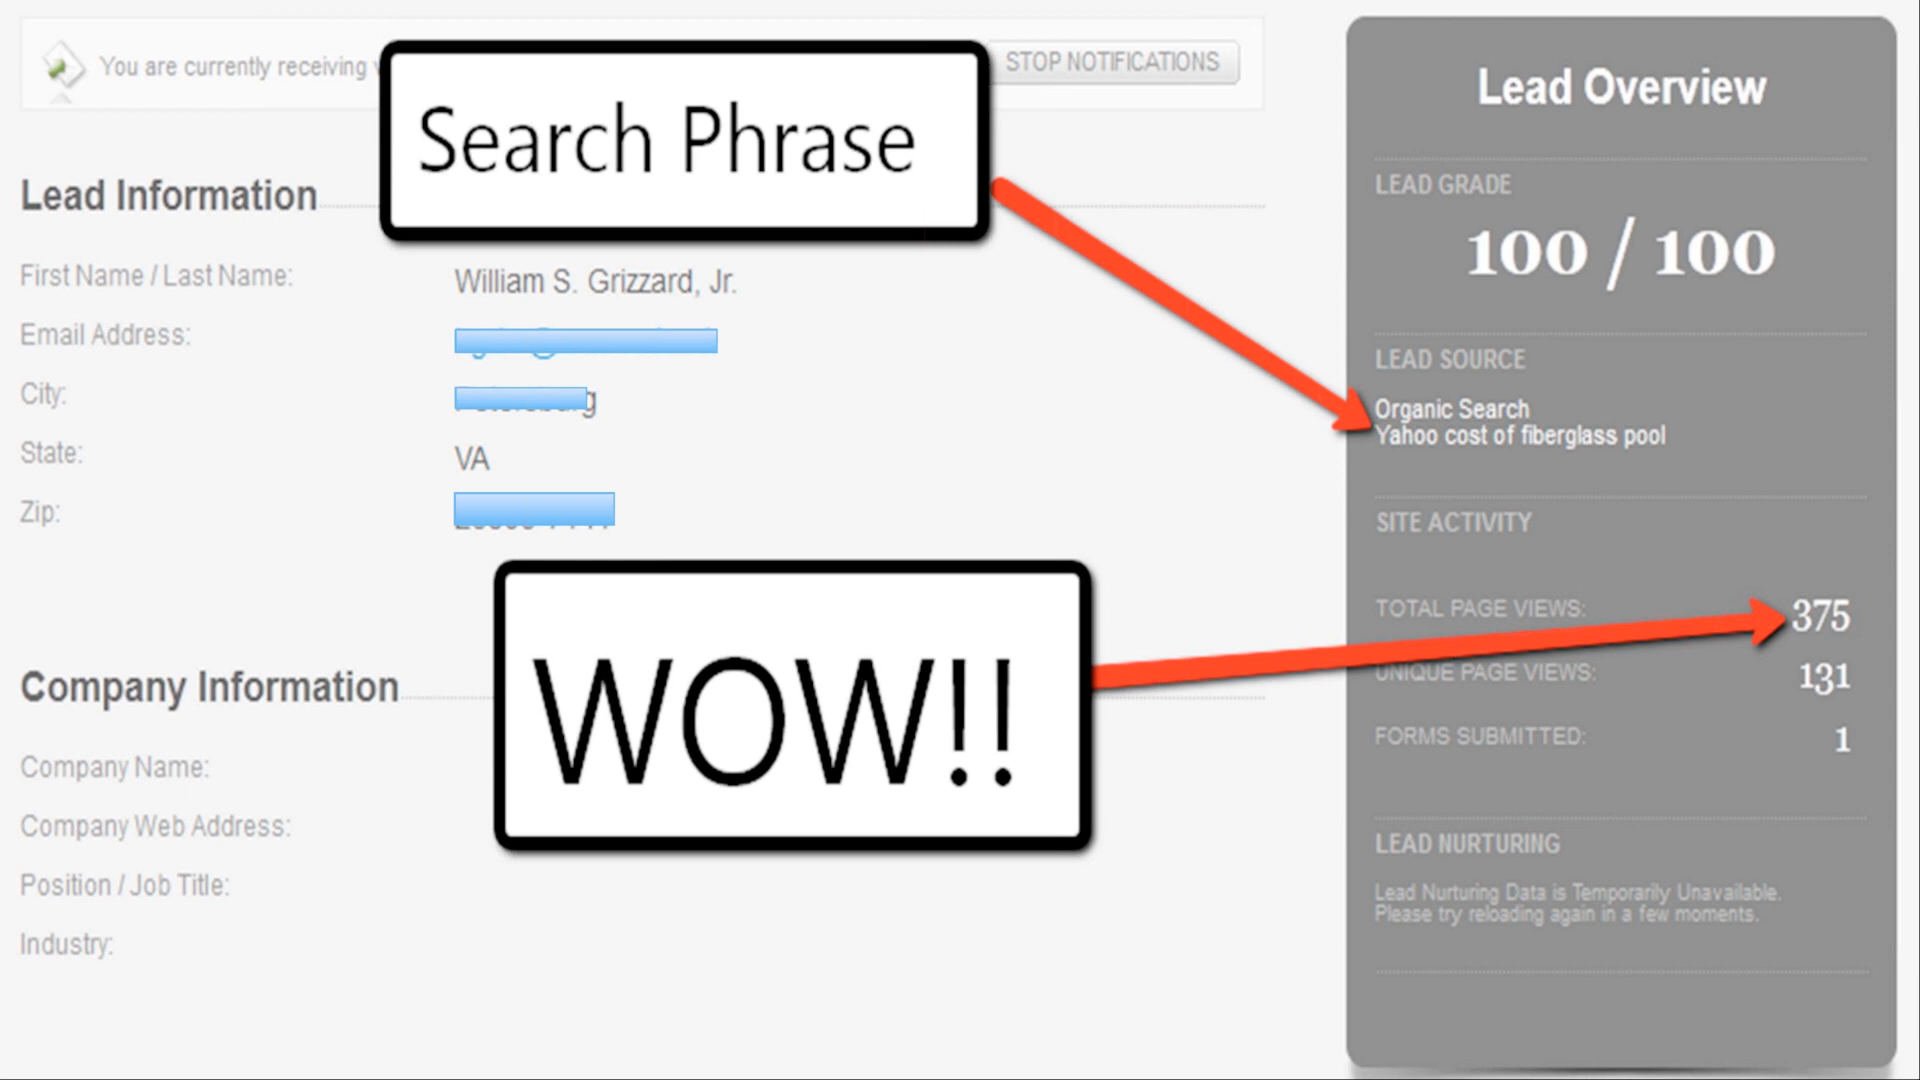 You are currently receiving
STOP NOTIFICATIONS
Search Phrase
Lead Information
First Name / Last Name:
William S. Grizzard, Jr.
Email Address:
City:
State:
VA
Zip:
WOW!!
Company Information
Company Name:
Company Web Address:
Position / Job Title:
Industry:
Lead Overview
LEAD GRADE
100 / 100
LEAD SOURCE
Organic Search
Yahoo cost of fiberglass pool
SITE ACTIVITY
TOTAL PAGE VIEWS:
375
UNIQUE PAGE VIEWS:
131
FORMS SUBMITTED:
1
LEAD NURTURING
Lead Nurturing Data is Temporarily Unavailable.
Please try reloading again in a few moments.